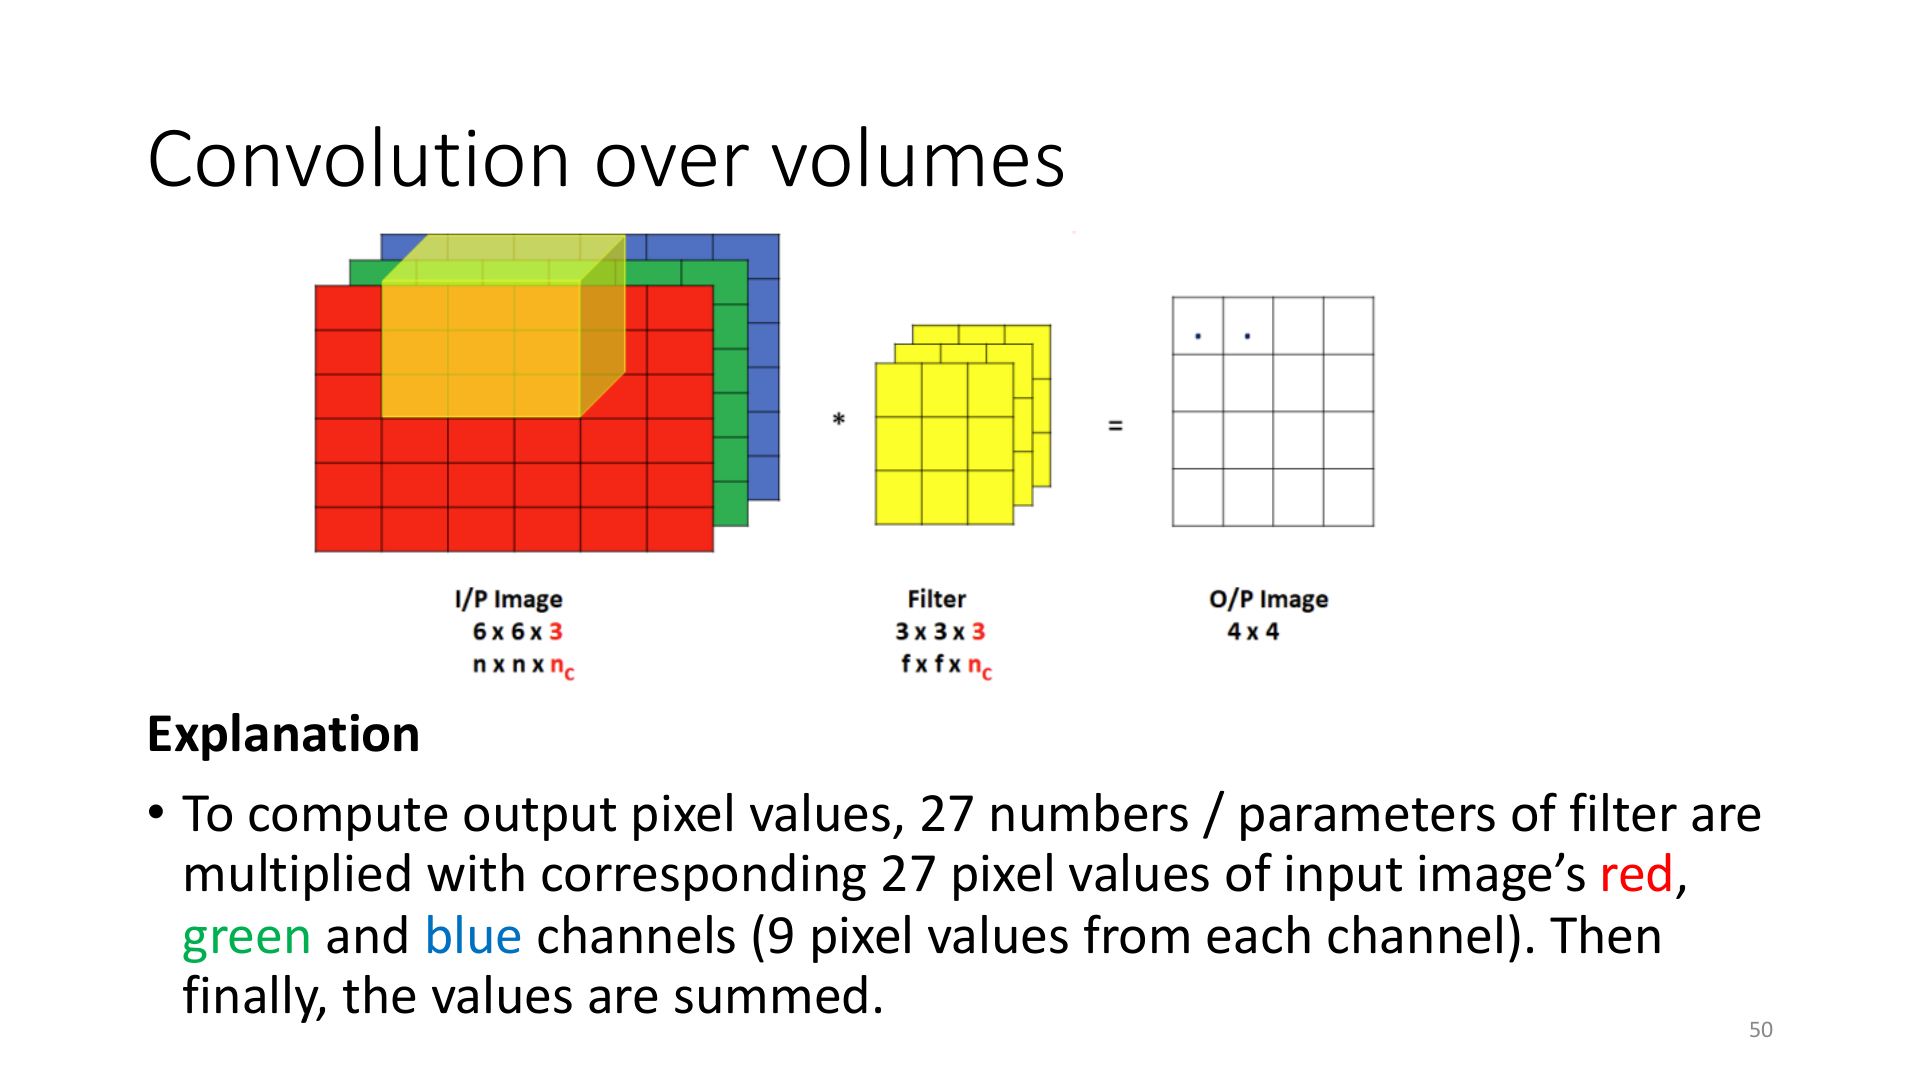 Convolution over volumes
* =
I/P Image Filter O/P Image
6 x 6 x 3 3 x 3 x 3 4 x 4
n x n x nc f x f x nc
Explanation
• To compute output pixel values, 27 numbers / parameters of filter are
multiplied with corresponding 27 pixel values of input image’s red,
green and blue channels (9 pixel values from each channel). Then
finally, the values are summed.
50